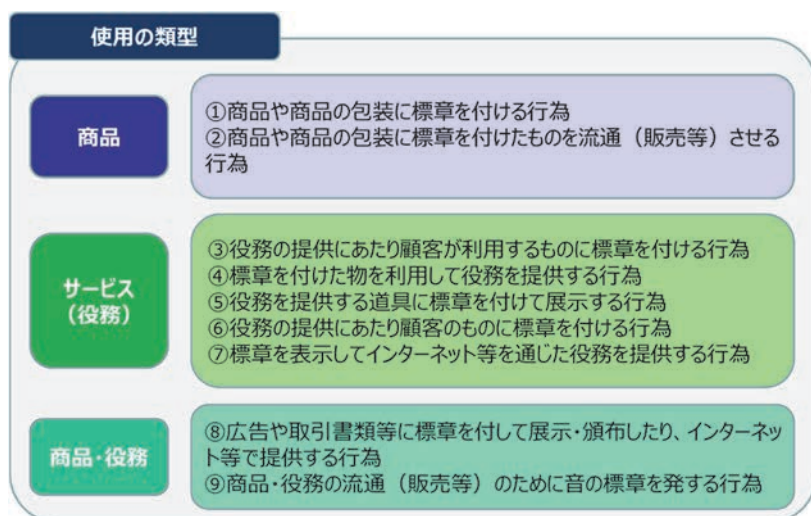 使用の類型
商品
①商品や商品の包装に標章を付ける行為
②商品や商品の包装に標章を付けたものを流通（販売等）させる
行為
サービス
（役務）
③役務の提供にあたり顧客が利用するものに標章を付ける行為
④標章を付けた物を利用して役務を提供する行為
⑤役務を提供する道具に標章を付けて展示する行為
⑥役務の提供にあたり顧客のものに標章を付ける行為
⑦標章を表示してインターネット等を通じた役務を提供する行為
商品・役務
⑧広告や取引書類等に標章を付して展示・頒布したり、インターネッ
ト等で提供する行為
⑨商品・役務の流通（販売等）のために音の標章を発する行為